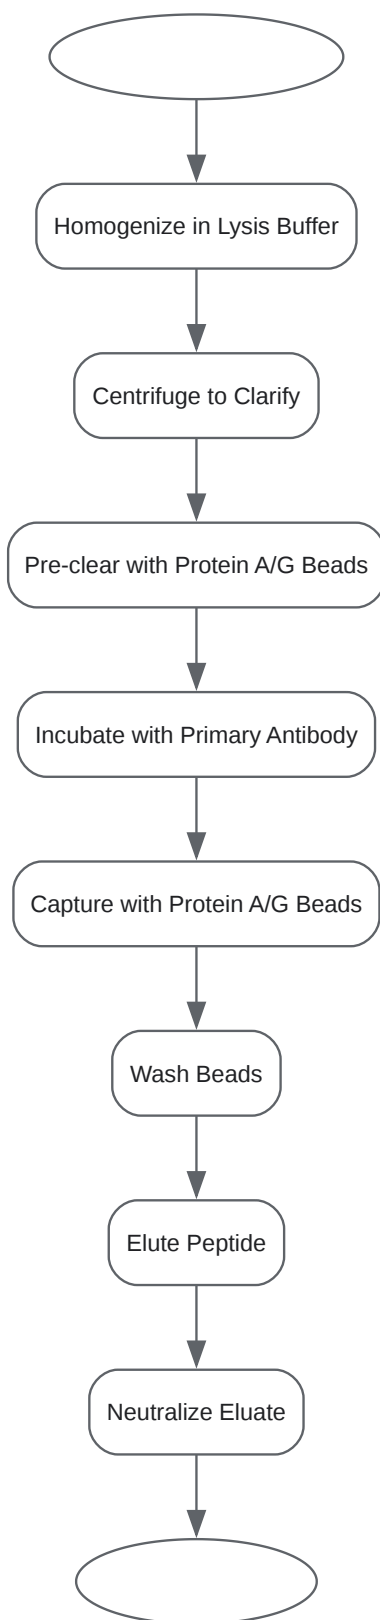 Homogenize in Lysis Buffer
Centrifuge to Clarify
Pre-clear with Protein A/G Beads
Incubate with Primary Antibody
Capture with Protein A/G Beads
Wash Beads
Elute Peptide
Neutralize Eluate